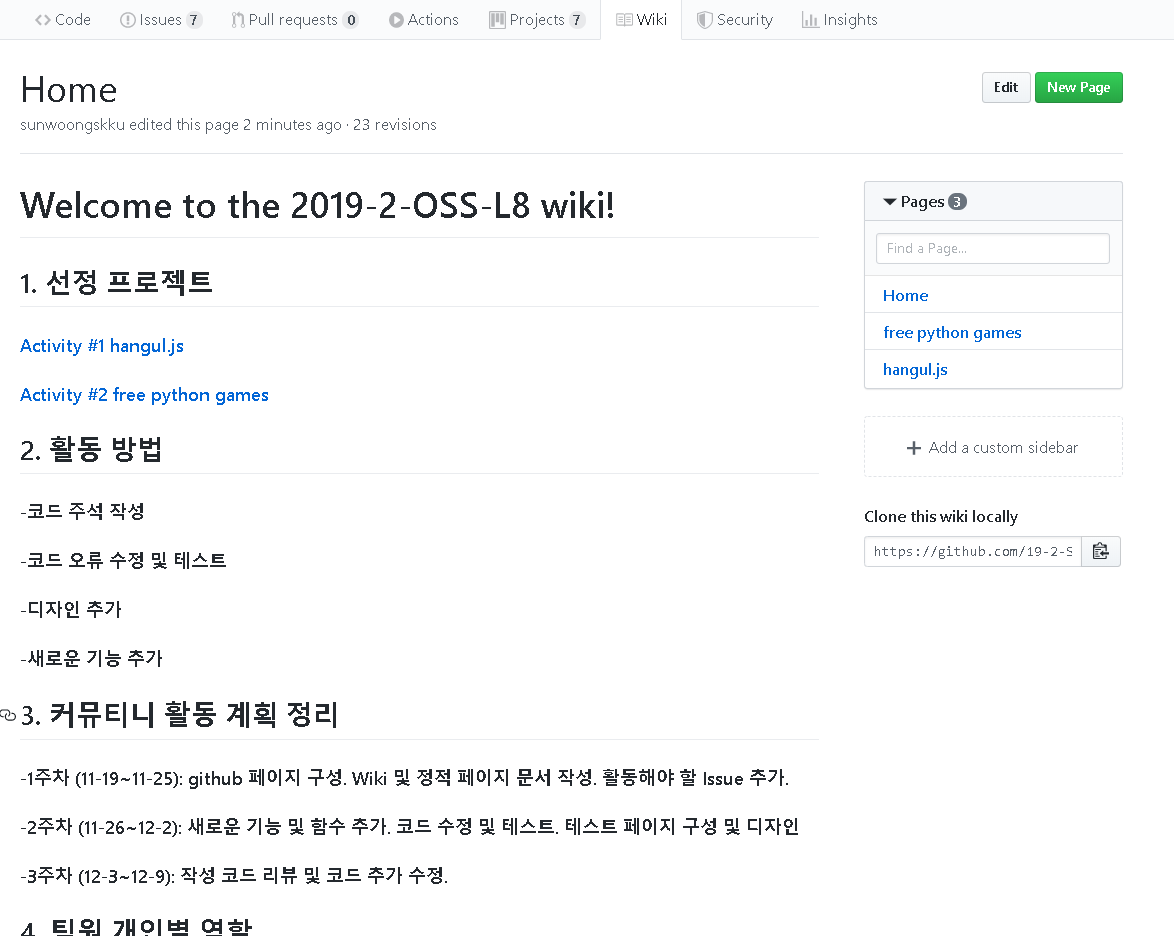 Code Issues 7 Pull requests 0 Actions Projects 7 Wiki Security Insights
Home
Edit New Page
sunwoongskku edited this page 2 minutes ago · 23 revisions
Welcome to the 2019-2-OSS-L8 wiki!
1. 선정 프로젝트
Activity #1 hangul.js
Activity #2 free python games
2. 활동 방법
-코드 주석 작성
-코드 오류 수정 및 테스트
-디자인 추가
-새로운 기능 추가
3. 커뮤티니 활동 계획 정리
-1주차 (11-19~11-25): github 페이지 구성. Wiki 및 정적 페이지 문서 작성. 활동해야 할 Issue 추가.
-2주차 (11-26~12-2): 새로운 기능 및 함수 추가. 코드 수정 및 테스트. 테스트 페이지 구성 및 디자인
-3주차 (12-3~12-9): 작성 코드 리뷰 및 코드 추가 수정.
4. 팀원 개인별 역할
Pages 3
Find a Page...
Home
free python games
hangul.js
Add a custom sidebar
Clone this wiki locally
https://github.com/19-2-S